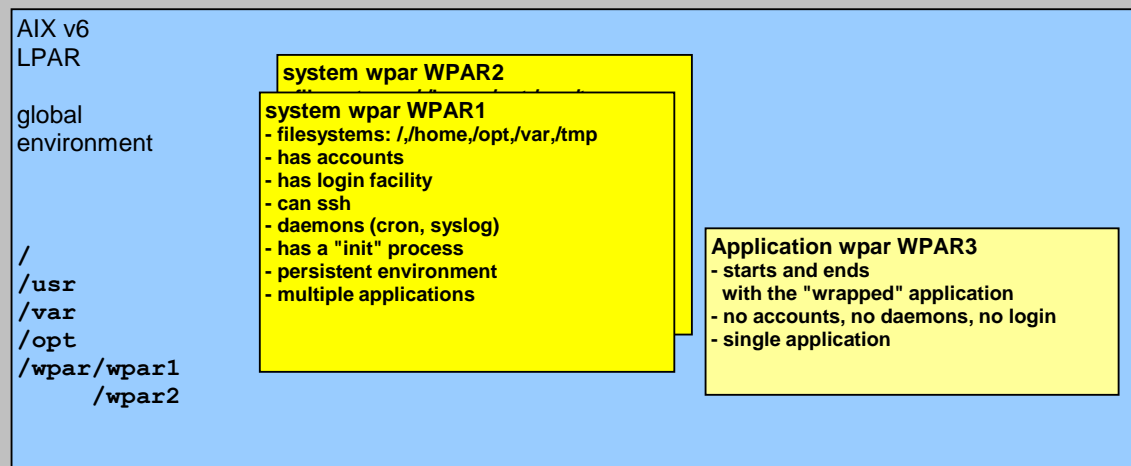 AIX v6
LPAR
global
environment
/
/usr
/var
/opt
/wpar/wpar1
/wpar2
system wpar WPAR2
system wpar WPAR1
- filesystems: /,/home,/opt,/var,/tmp
- has accounts
- has login facility
- can ssh
- daemons (cron, syslog)
- has a "init" process
- persistent environment
- multiple applications
Application wpar WPAR3
- starts and ends
with the "wrapped" application
- no accounts, no daemons, no login
- single application